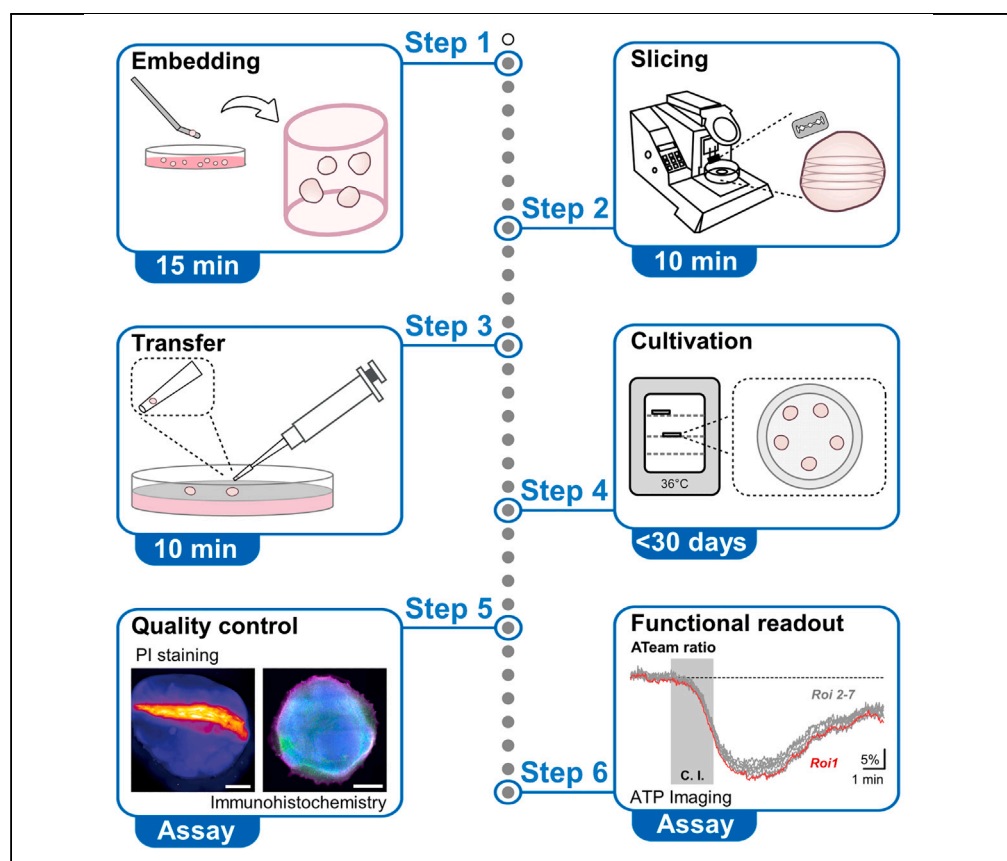 Step 1
Embedding
15 min
Step 2
Slicing
10 min
Step 3
Transfer
10 min
Step 4
Cultivation
36°C
<30 days
Step 5
Quality control
PI staining
Immunohistochemistry
Assay
Step 6
Functional readout
ATeam ratio
Roi 2-7
Roi1
5%
1 min
C. I.
ATP Imaging
Assay